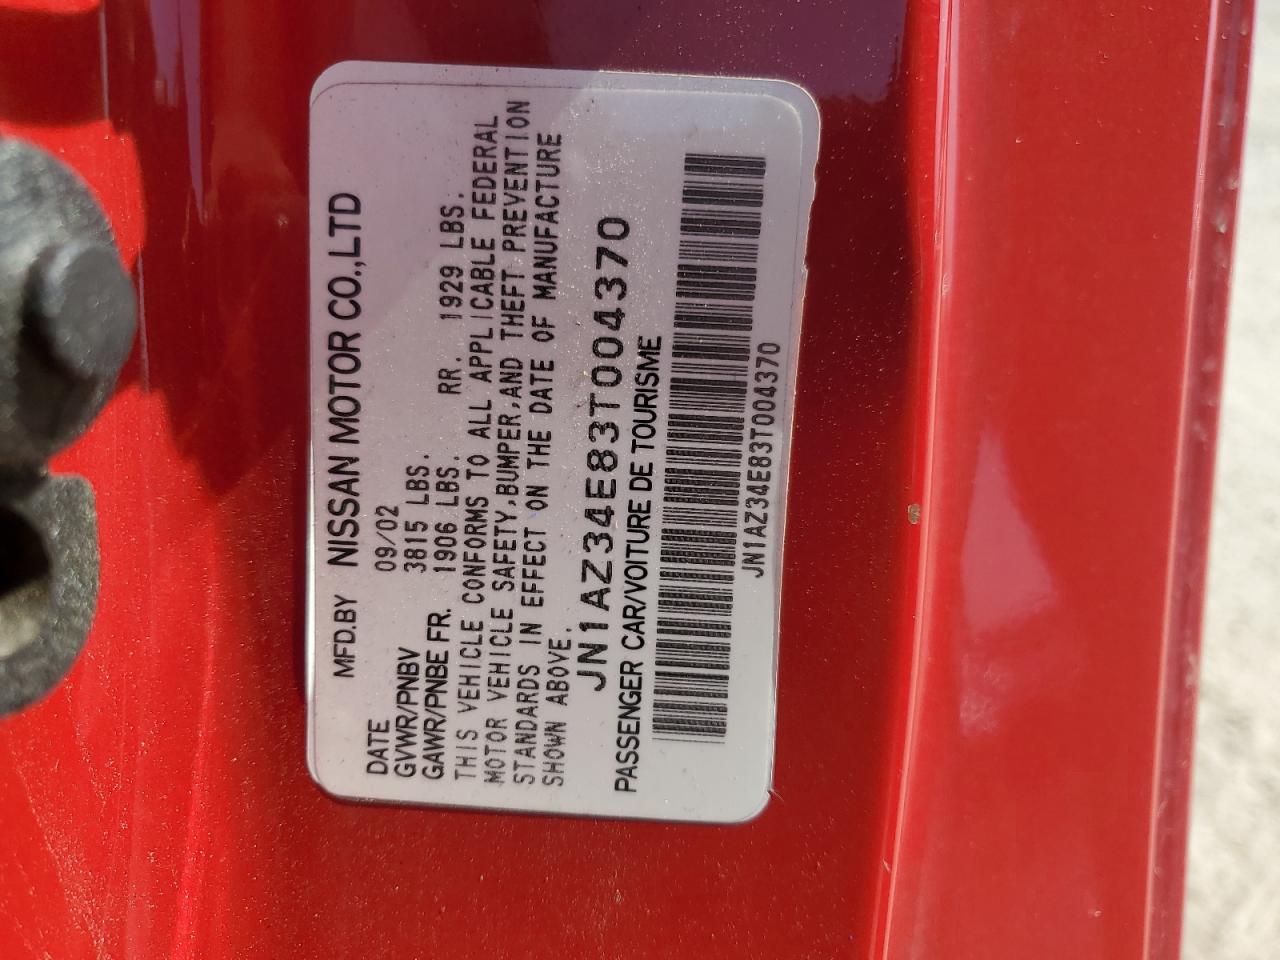 MFD.BY NISSAN MOTOR CO.,LTD
DATE 09/02
GVWR/PNBV 3815 LBS.
GAWR/PNBE FR. 1906 LBS. RR. 1929 LBS.
THIS VEHICLE CONFORMS TO ALL APPLICABLE FEDERAL
MOTOR VEHICLE SAFETY,BUMPER,AND THEFT PREVENTION
STANDARDS IN EFFECT ON THE DATE OF MANUFACTURE
SHOWN ABOVE.
JN1AZ34E83T004370
PASSENGER CAR/VOITURE DE TOURISME
JN1AZ34E83T004370